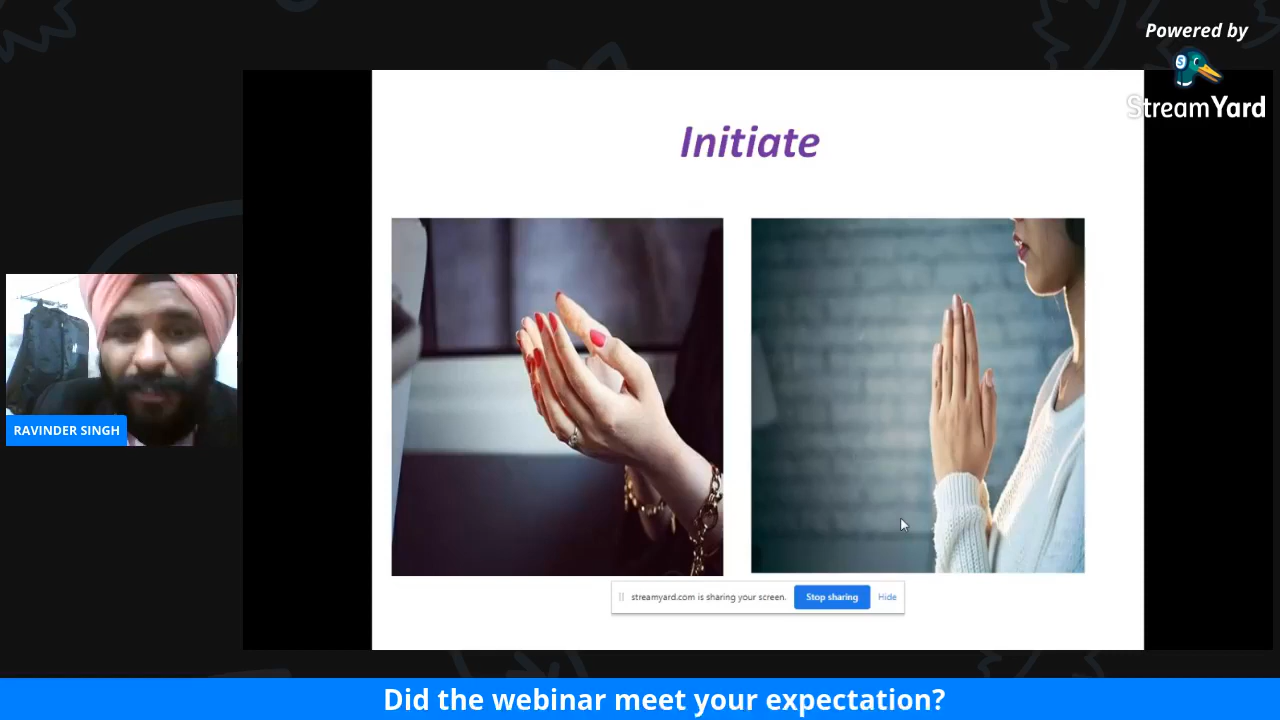 Powered by
StreamYard
Initiate
RAVINDER SINGH
streamyard.com is sharing your screen.
Stop sharing
Hide
Did the webinar meet your expectation?